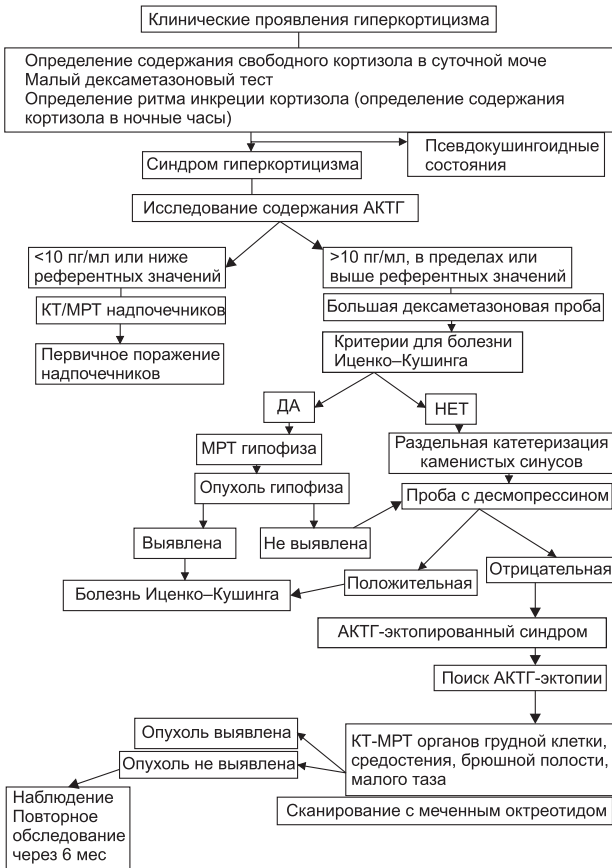 Клинические проявления гиперкортицизма
Определение содержания свободного кортизола в суточной моче
Малый дексаметазоновый тест
Определение ритма инкреции кортизола (определение содержания
кортизола в ночные часы)
Псевдокушингоидные
состояния
Синдром гиперкортицизма
Исследование содержания АКТГ
<10 пг/мл или ниже
референтных значений
>10 пг/мл, в пределах или
выше референтных значений
КТ/МРТ надпочечников
Большая дексаметазоновая проба
Первичное поражение
надпочечников
Критерии для болезни
Иценко–Кушинга
ДА
НЕТ
МРТ гипофиза
Раздельная катетеризация
каменистых синусов
Опухоль гипофиза
Проба с десмопрессином
Выявлена
Не выявлена
Положительная
Отрицательная
Болезнь Иценко–Кушинга
АКТГ-эктопированный синдром
Поиск АКТГ-эктопии
Опухоль выявлена
Опухоль не выявлена
КТ-МРТ органов грудной клетки,
средостения, брюшной полости,
малого таза
Сканирование с меченным октреотидом
Наблюдение
Повторное
обследование
через 6 мес